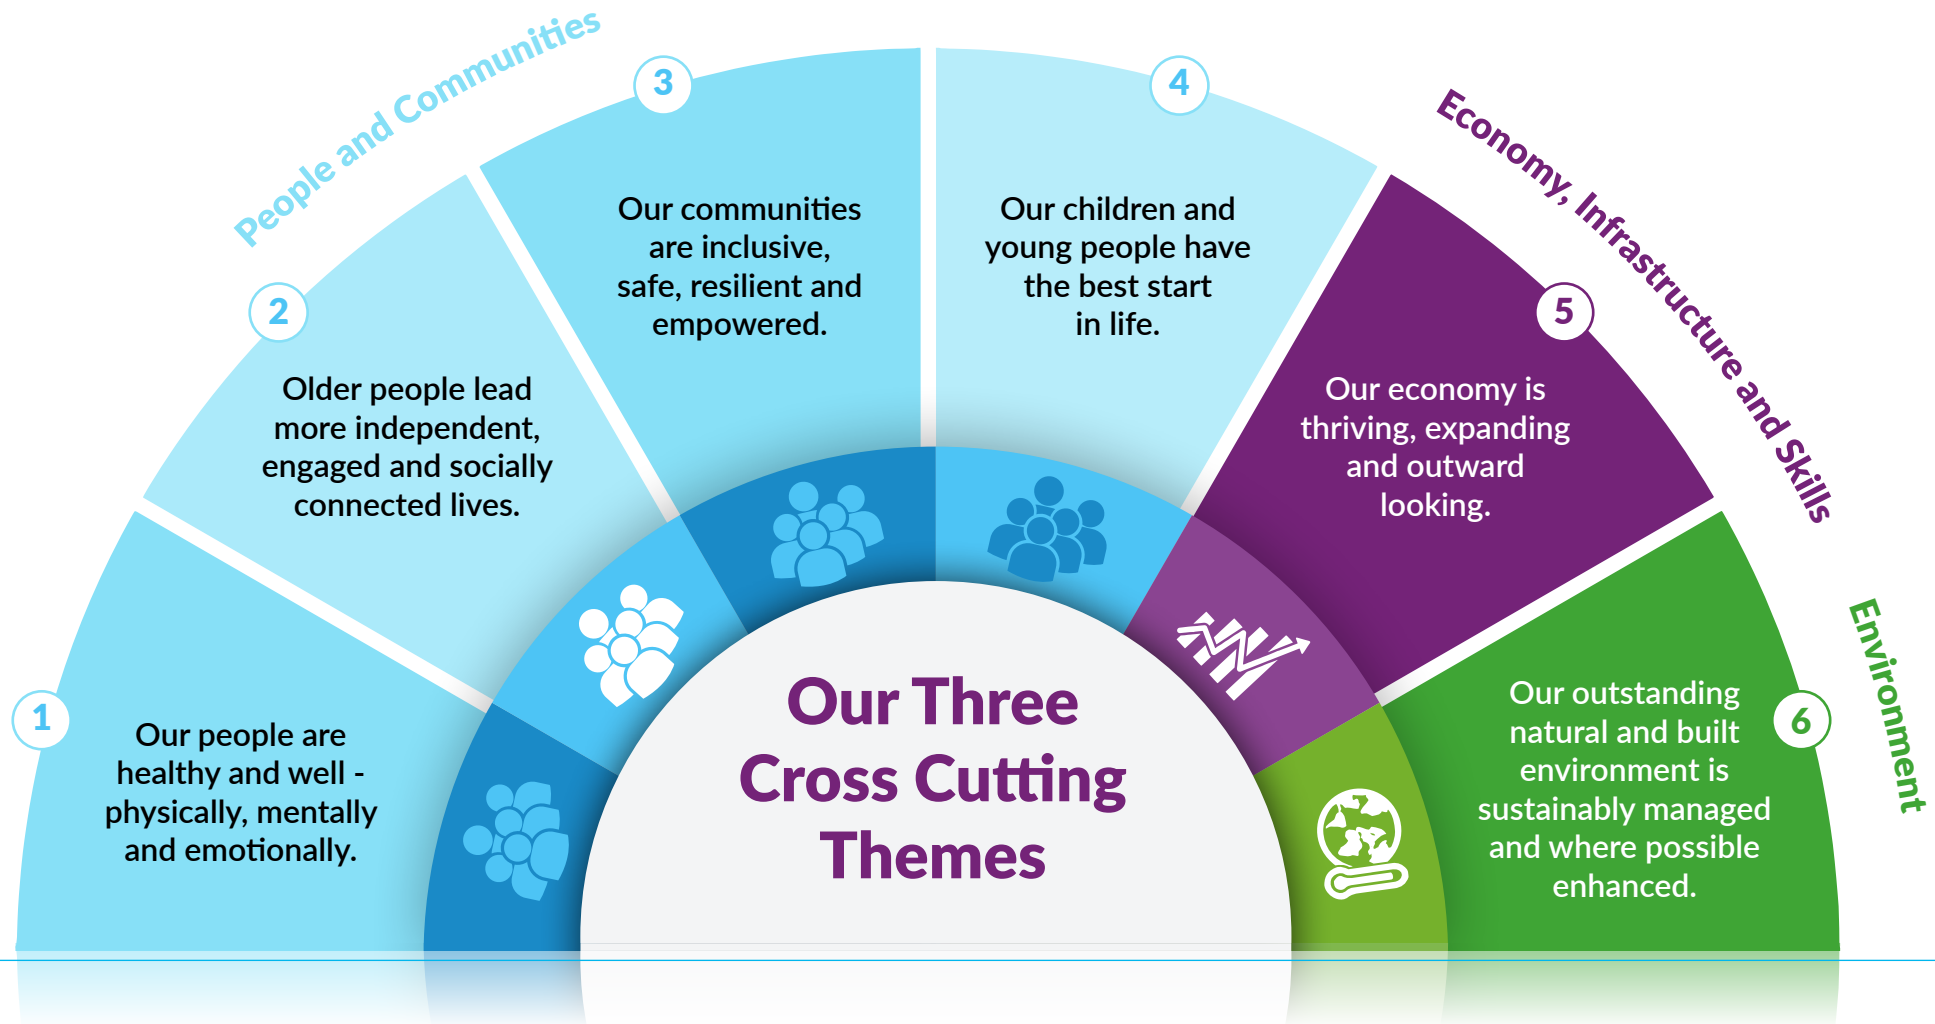 People and Communities
Economy, Infrastructure and Skills
Environment
1
Our people are
healthy and well -
physically, mentally
and emotionally.
2
Older people lead
more independent,
engaged and socially
connected lives.
3
Our communities
are inclusive,
safe, resilient and
empowered.
4
Our children and
young people have
the best start
in life.
5
Our economy is
thriving, expanding
and outward
looking.
6
Our outstanding
natural and built
environment is
sustainably managed
and where possible
enhanced.
Our Three
Cross Cutting
Themes